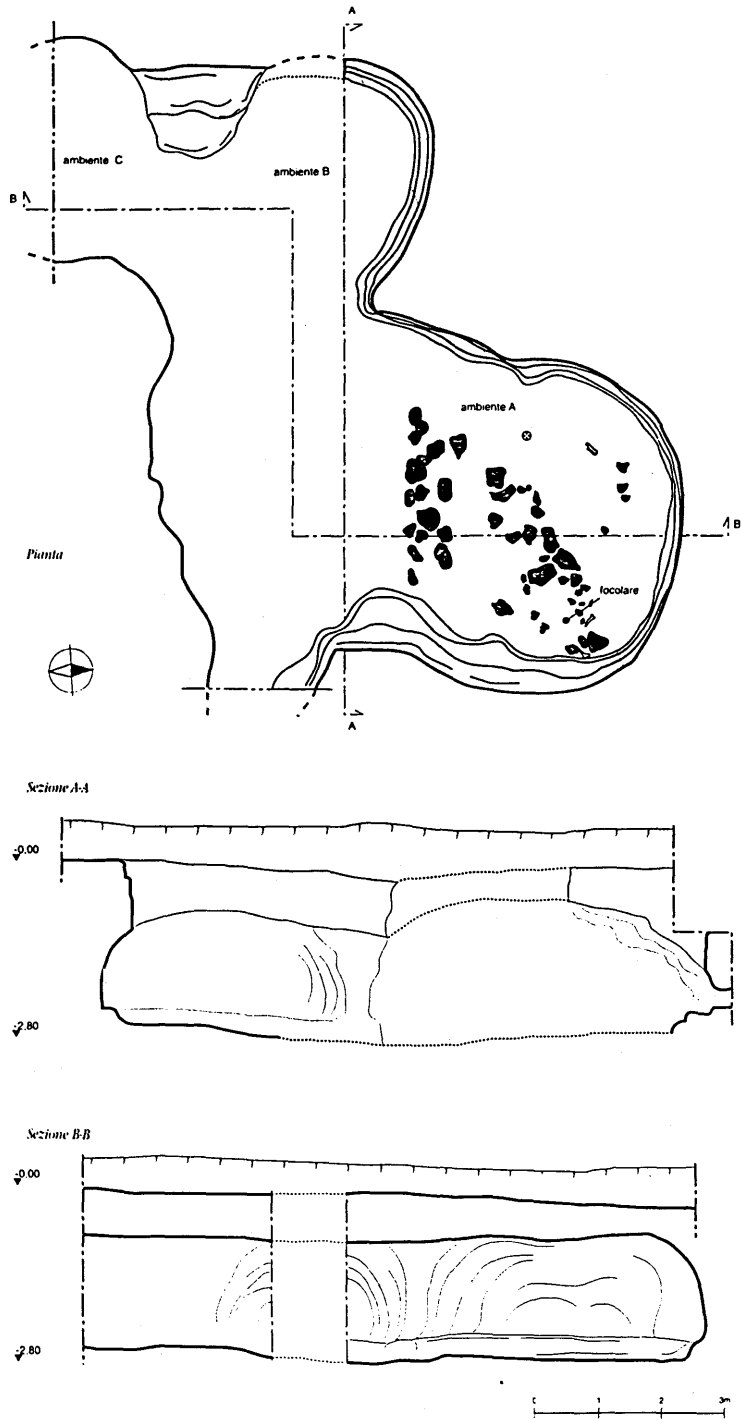 A
ambiente C
ambiente B
B
ambiente A
B
Pianta
focolare
A
Sezione A-A
-0.00
-2.80
Sezione B-B
-0.00
-2.80
0 1 2 3m